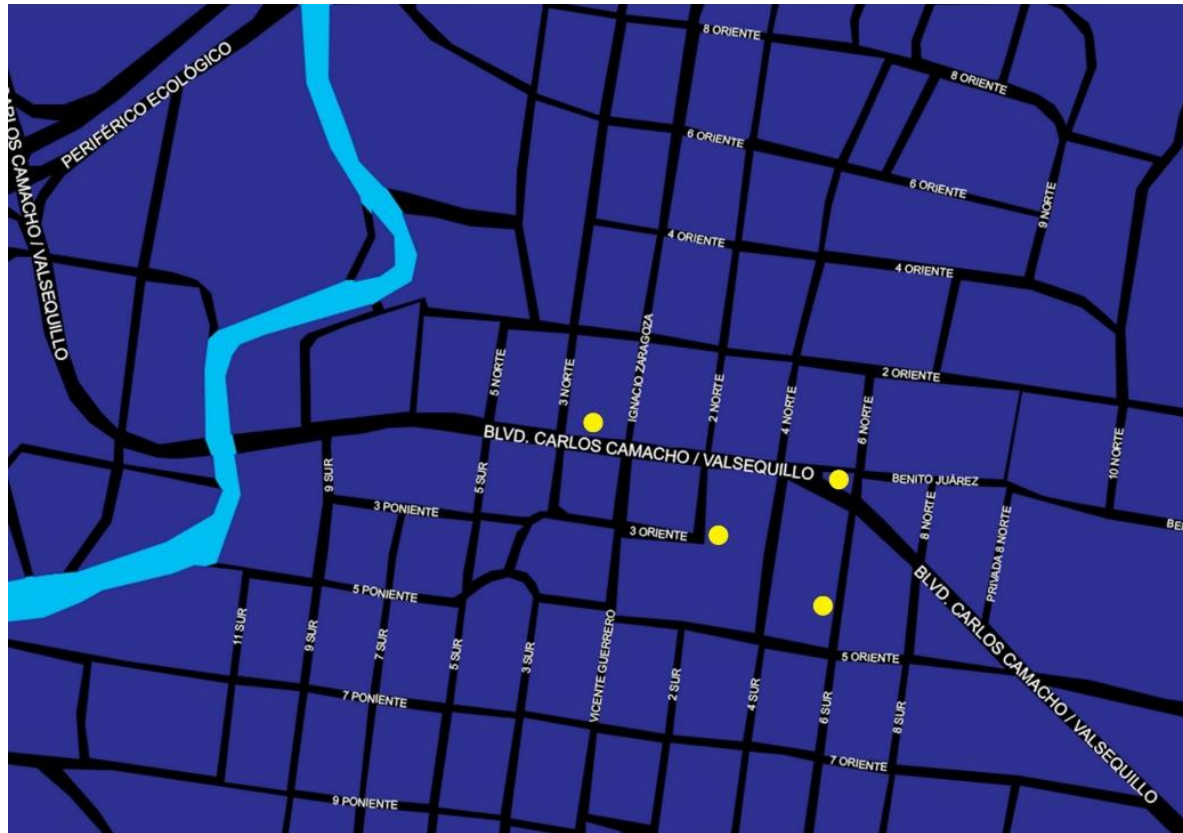 8 ORIENTE
8 ORIENTE
PERIFÉRICO ECOLÓGICO
CARLOS CAMACHO / VALSEQUILLO
6 ORIENTE
6 ORIENTE
9 NORTE
4 ORIENTE
4 ORIENTE
5 NORTE
3 NORTE
IGNACIO ZARAGOZA
2 NORTE
4 NORTE
6 NORTE
2 ORIENTE
10 NORTE
BLVD. CARLOS CAMACHO / VALSEQUILLO
BENITO JUÁREZ
BEN
9 SUR
5 SUR
3 PONIENTE
3 ORIENTE
8 NORTE
PRIVADA 8 NORTE
BLVD. CARLOS CAMACHO / VALSEQUILLO
5 PONIENTE
5 ORIENTE
11 SUR
9 SUR
7 SUR
5 SUR
3 SUR
VICENTE GUERRERO
2 SUR
4 SUR
6 SUR
8 SUR
7 PONIENTE
7 ORIENTE
9 PONIENTE